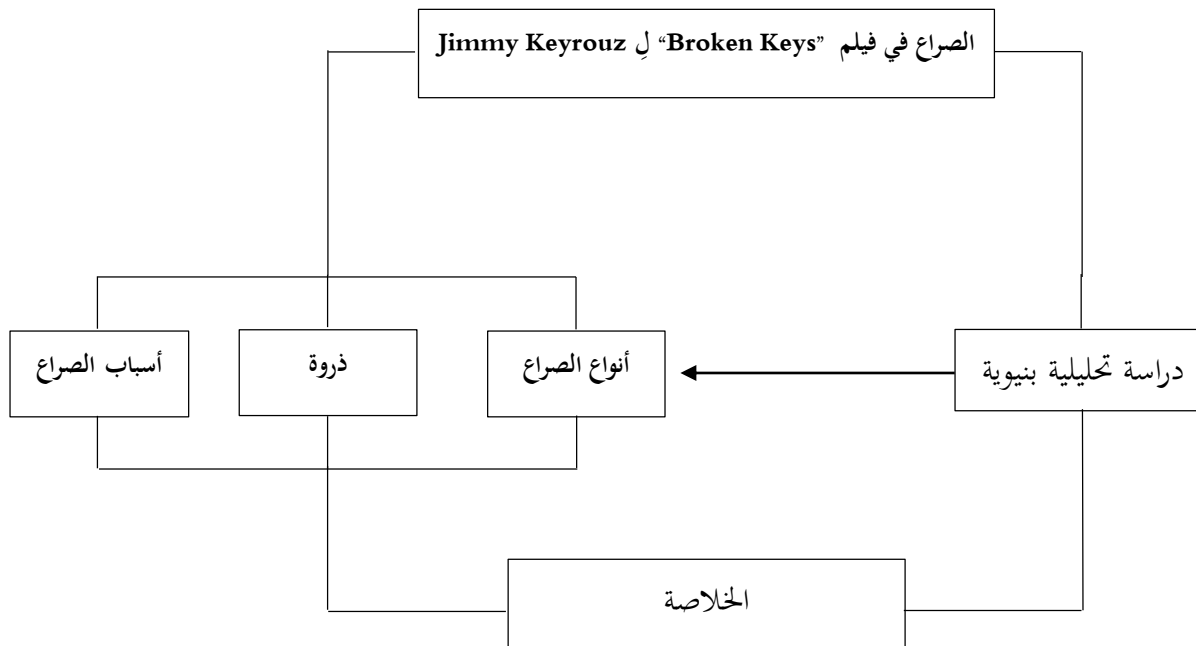 الصراع في فيلم "Broken Keys" لِ Jimmy Keyrouz
دراسة تحليلية بنيوية
أنواع الصراع
ذروة
أسباب الصراع
الخلاصة